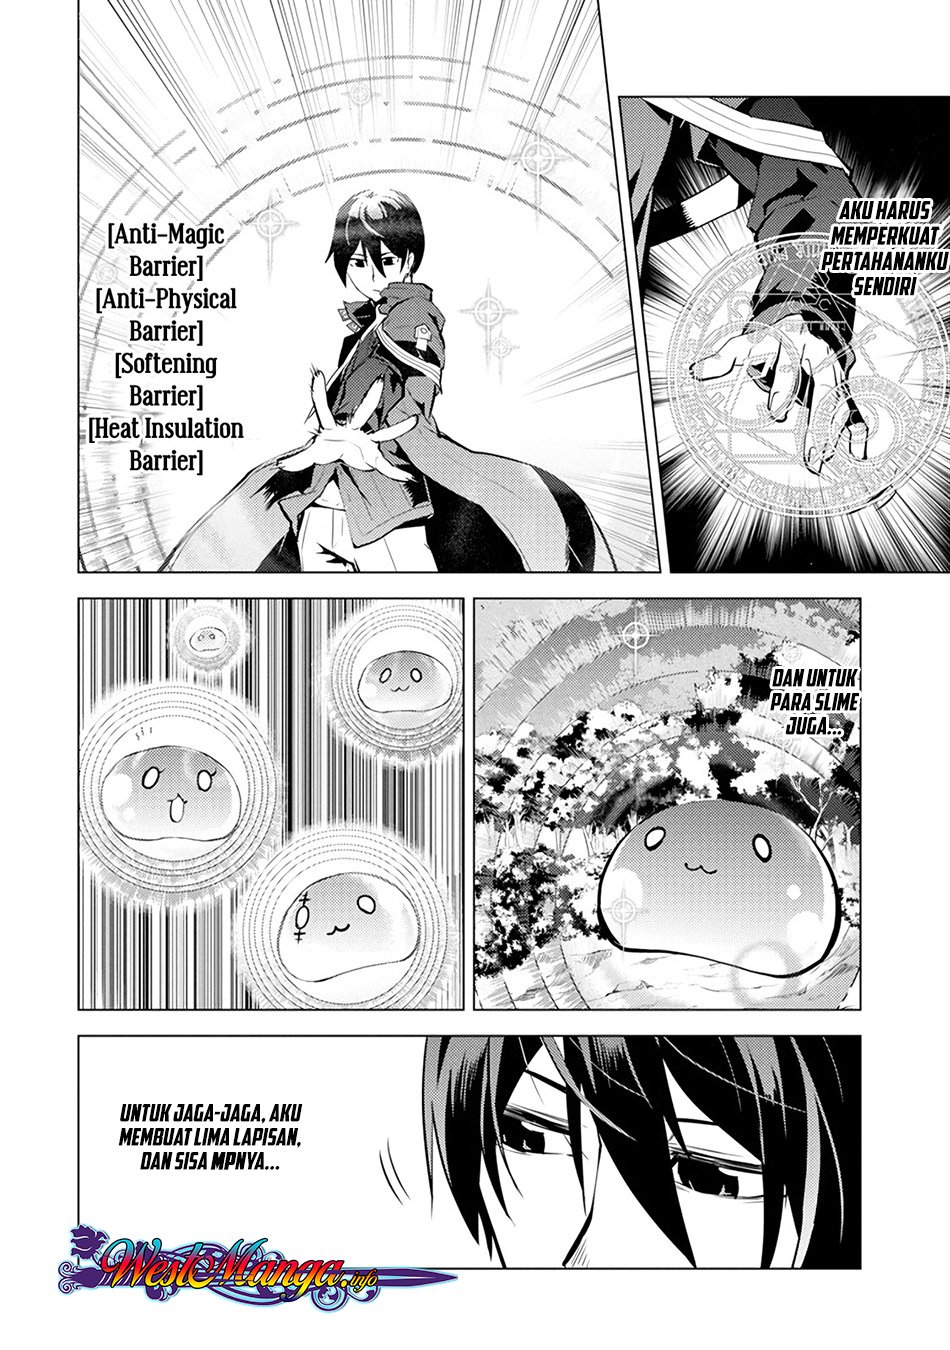 AKU HARUS
MEMPERKUAT
PERTAHANANKU
SENDIRI
[Anti-Magic
Barrier]
[Anti-Physical
Barrier]
[Softening
Barrier]
[Heat Insulation
Barrier]
DAN UNTUK
PARA SLIME
JUGA...
UNTUK JAGA-JAGA, AKU
MEMBUAT LIMA LAPISAN,
DAN SISA MPNYA...
WestManga.info